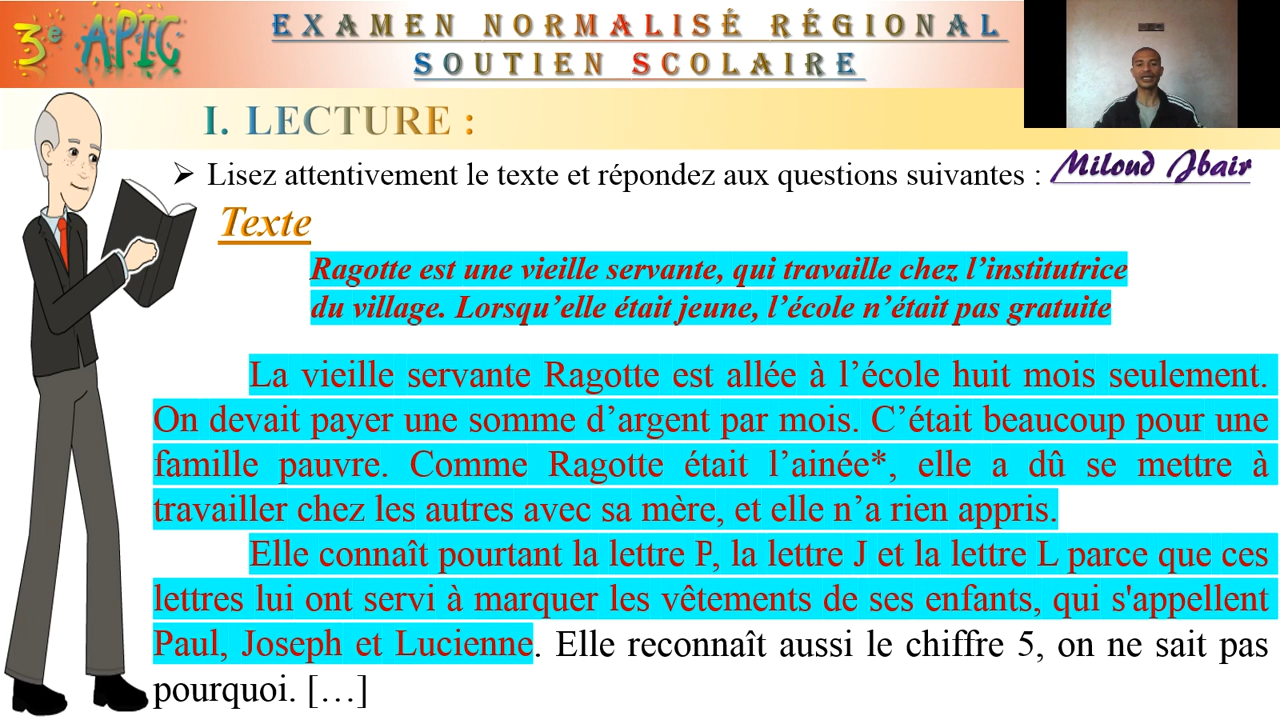 3e APIC
EXAMEN NORMALISÉ RÉGIONAL
SOUTIEN SCOLAIRE
I. LECTURE :
➢ Lisez attentivement le texte et répondez aux questions suivantes :
Miloud Jbair
Texte
Ragotte est une vieille servante, qui travaille chez l’institutrice
du village. Lorsqu’elle était jeune, l’école n’était pas gratuite
La vieille servante Ragotte est allée à l’école huit mois seulement.
On devait payer une somme d’argent par mois. C’était beaucoup pour une
famille pauvre. Comme Ragotte était l’ainée*, elle a dû se mettre à
travailler chez les autres avec sa mère, et elle n’a rien appris.
Elle connaît pourtant la lettre P, la lettre J et la lettre L parce que ces
lettres lui ont servi à marquer les vêtements de ses enfants, qui s'appellent
Paul, Joseph et Lucienne. Elle reconnaît aussi le chiffre 5, on ne sait pas
pourquoi. […]